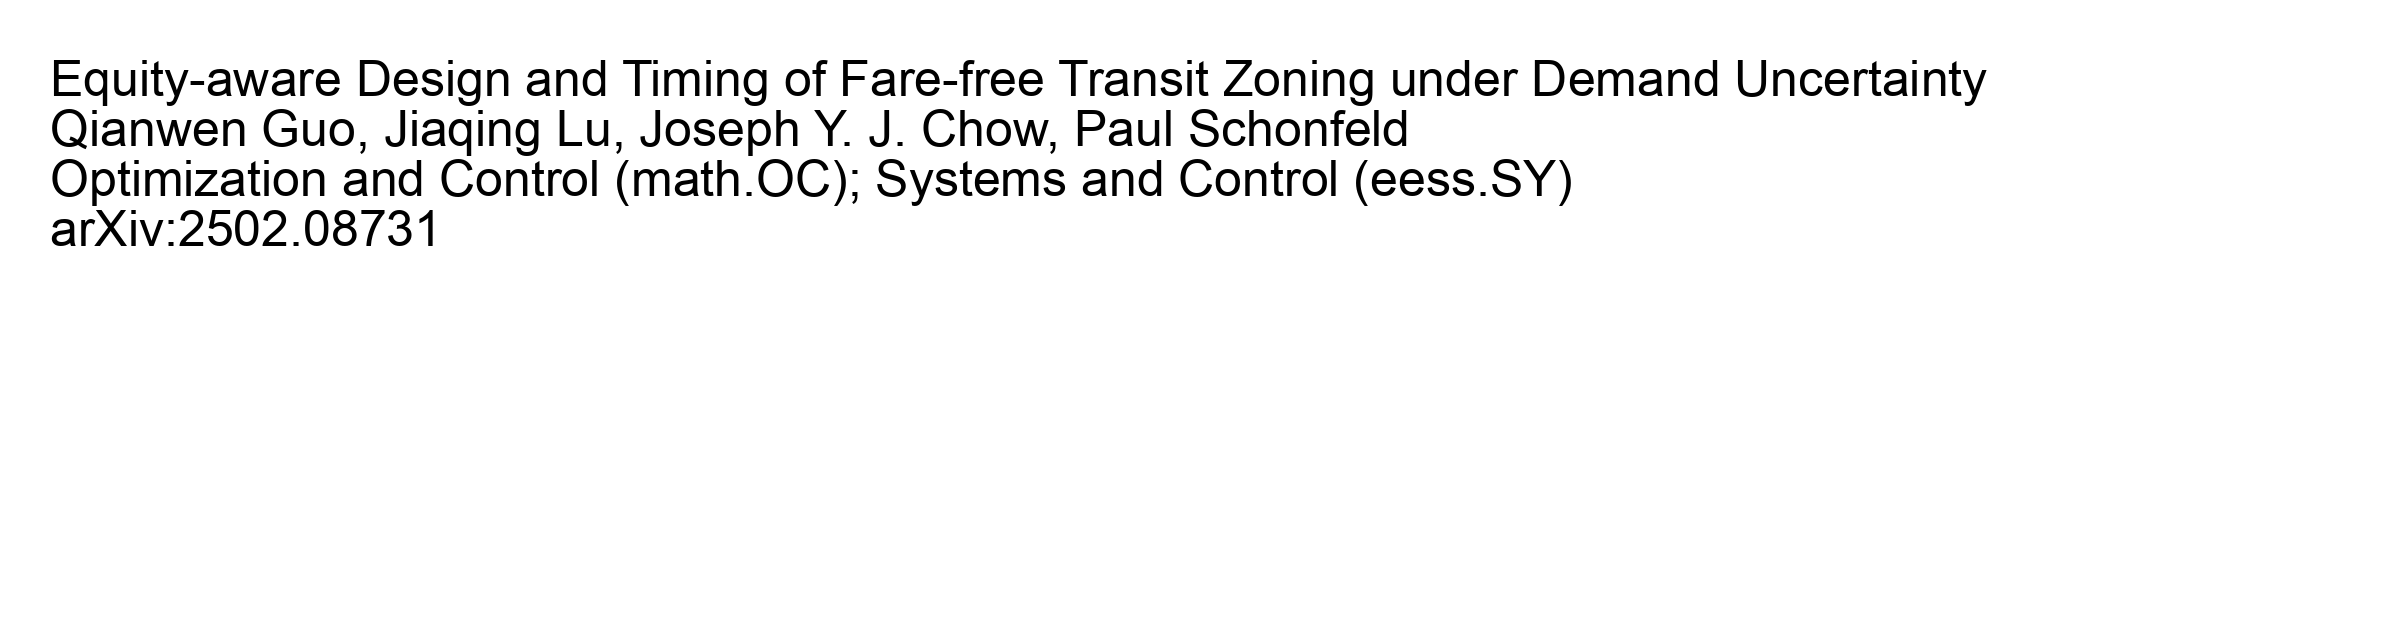 Equity-aware Design and Timing of Fare-free Transit Zoning under Demand Uncertainty
Qianwen Guo, Jiaqing Lu, Joseph Y. J. Chow, Paul Schonfeld
Optimization and Control (math.OC); Systems and Control (eess.SY)
arXiv:2502.08731